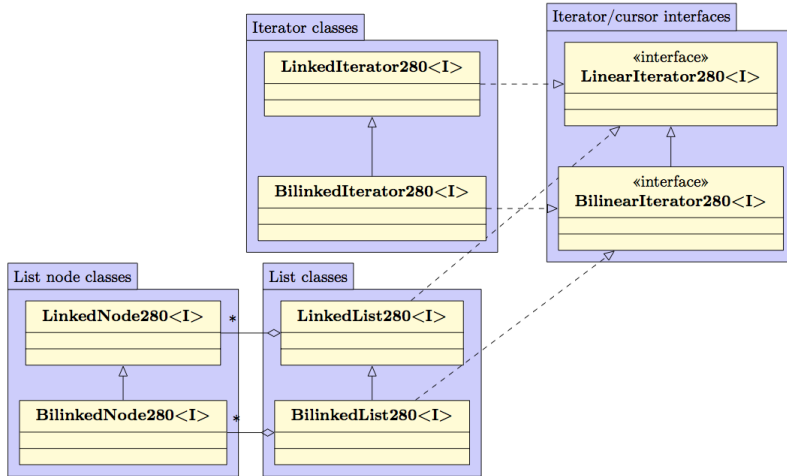 Iterator classes
LinkedIterator280<I>
BilinkedIterator280<I>
Iterator/cursor interfaces
«interface»
LinearIterator280<I>
«interface»
BilinearIterator280<I>
List node classes
LinkedNode280<I>
*
BilinkedNode280<I>
*
List classes
LinkedList280<I>
BilinkedList280<I>